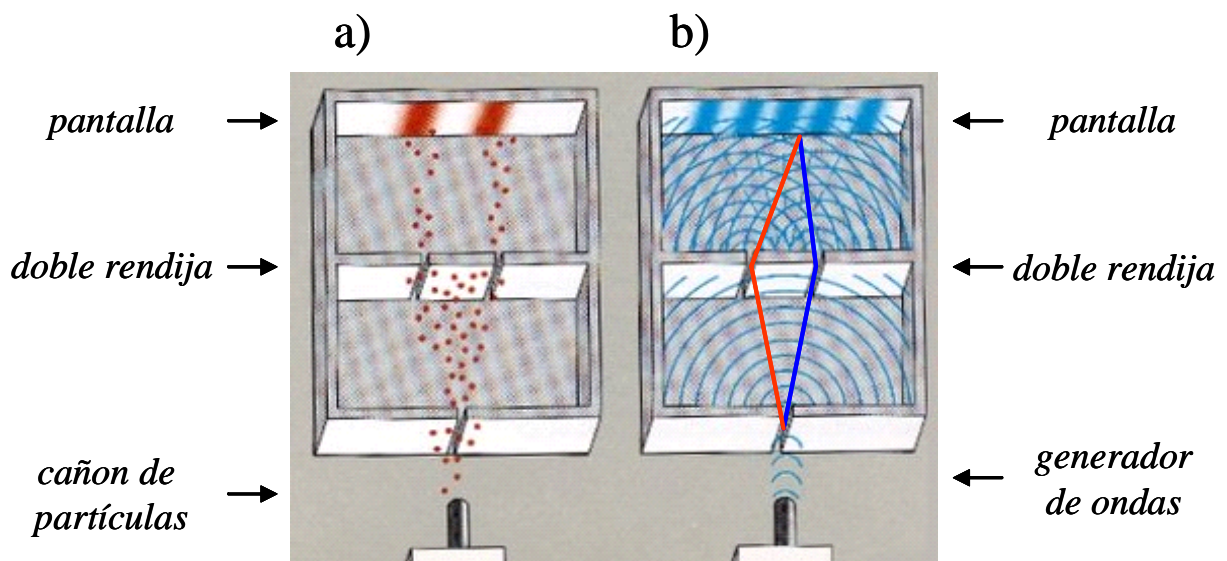 a)
b)
pantalla
pantalla
doble rendija
doble rendija
cañon de
partículas
generador
de ondas